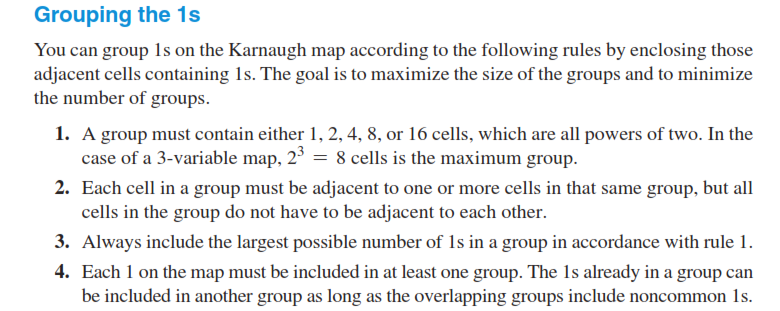 Grouping the 1s
You can group 1s on the Karnaugh map according to the following rules by enclosing those
adjacent cells containing 1s. The goal is to maximize the size of the groups and to minimize
the number of groups.
1. A group must contain either 1, 2, 4, 8, or 16 cells, which are all powers of two. In the
case of a 3-variable map, 2³ = 8 cells is the maximum group.
2. Each cell in a group must be adjacent to one or more cells in that same group, but all
cells in the group do not have to be adjacent to each other.
3. Always include the largest possible number of 1s in a group in accordance with rule 1.
4. Each 1 on the map must be included in at least one group. The 1s already in a group can
be included in another group as long as the overlapping groups include noncommon 1s.